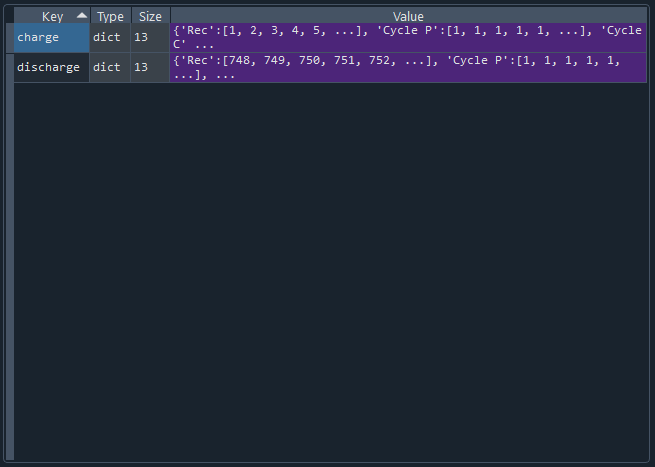 Key Type Size Value
charge dict 13 {'Rec':[1, 2, 3, 4, 5, ...], 'Cycle P':[1, 1, 1, 1, 1, ...], 'Cycle
C' ...
discharge dict 13 {'Rec':[748, 749, 750, 751, 752, ...], 'Cycle P':[1, 1, 1, 1, 1,
...], ...